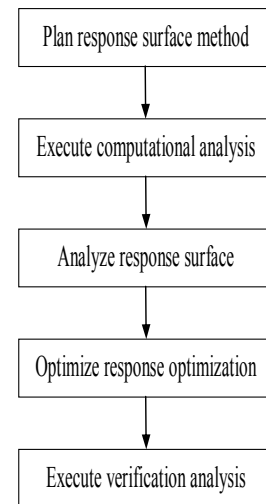 Plan response surface method
Execute computational analysis
Analyze response surface
Optimize response optimization
Execute verification analysis